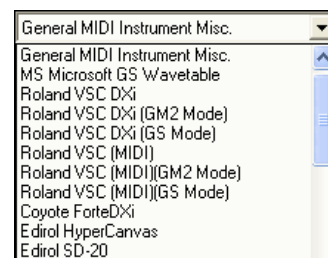 General MIDI Instrument Misc.
General MIDI Instrument Misc.
MS Microsoft GS Wavetable
Roland VSC DXi
Roland VSC DXi (GM2 Mode)
Roland VSC DXi (GS Mode)
Roland VSC (MIDI)
Roland VSC (MIDI)(GM2 Mode)
Roland VSC (MIDI)(GS Mode)
Coyote ForteDXi
Edirol HyperCanvas
Edirol SD-20